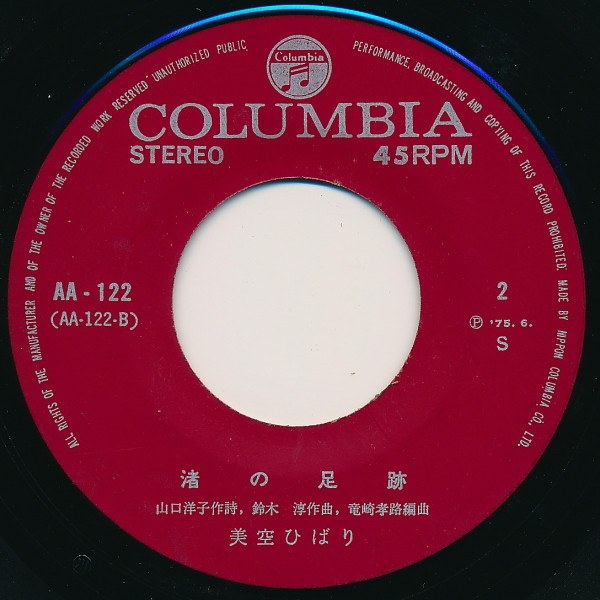 ALL RIGHTS OF THE MANUFACTURER AND OF THE OWNER OF THE RECORDED WORK RESERVED UNAUTHORIZED PUBLIC PERFORMANCE, BROADCASTING AND COPYING OF THIS RECORD PROHIBITED. MADE BY NIPPON COLUMBIA CO., LTD.
Columbia
COLUMBIA
STEREO 45RPM
AA-122 2
(AA-122-B) Ⓟ '75. 6.
S
渚の足跡
山口洋子作詩, 鈴木 淳作曲, 竜崎孝路編曲
美空ひばり